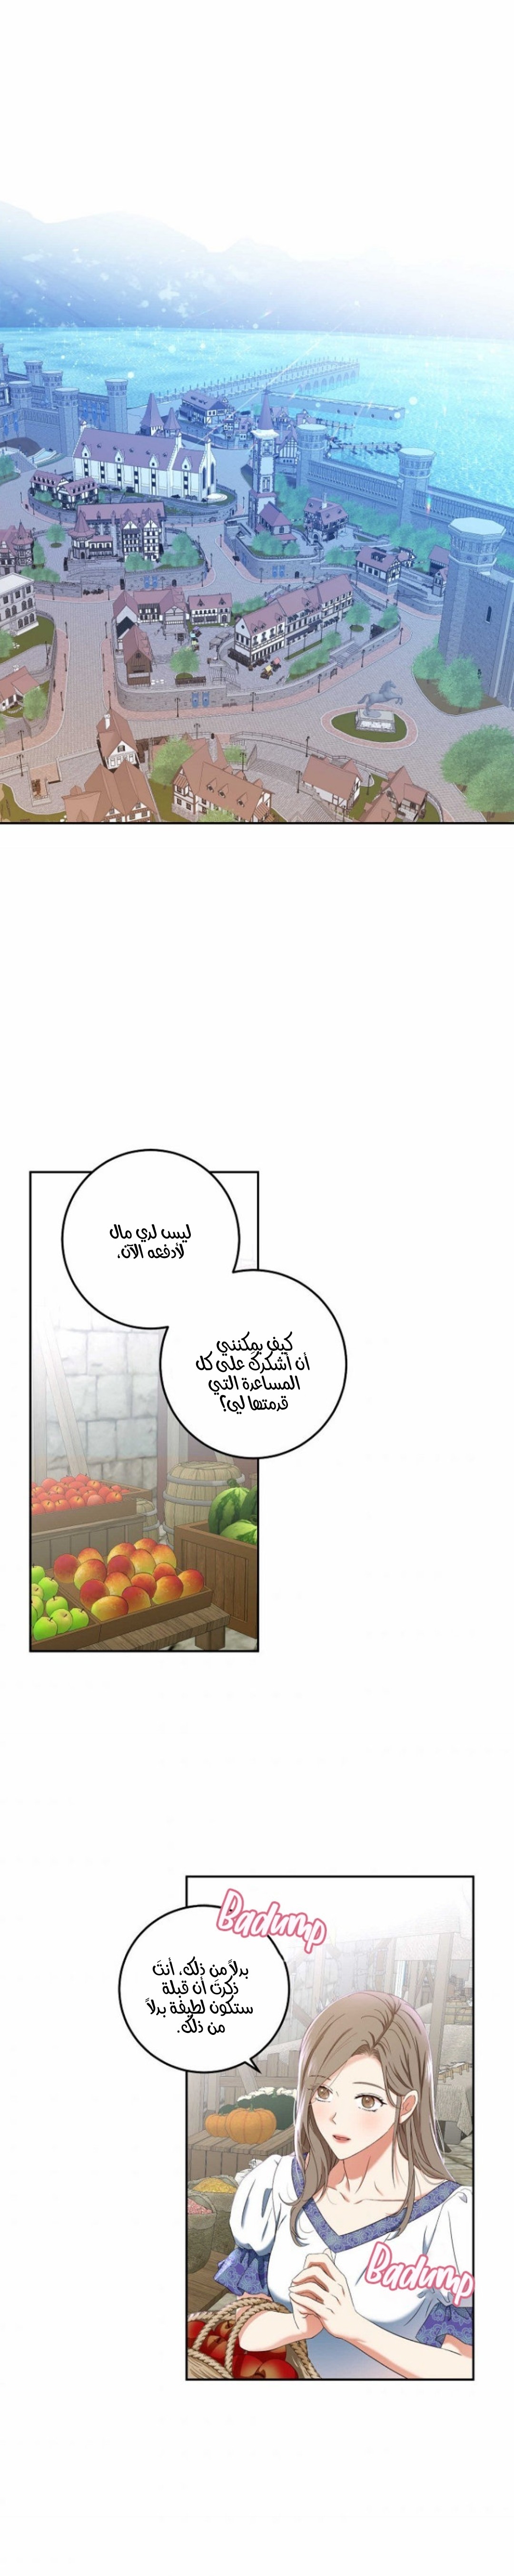 ليس لدي مال
لأدفعه الآن،
كيف يمكنني
أن أشكرك على كل
المساعدة التي
قدمتها لي؟
Badump
بدلاً من ذلك، أنتَ
ذكرتَ أن قبلة
ستكون لطيفة بدلاً
من ذلك.
Badump